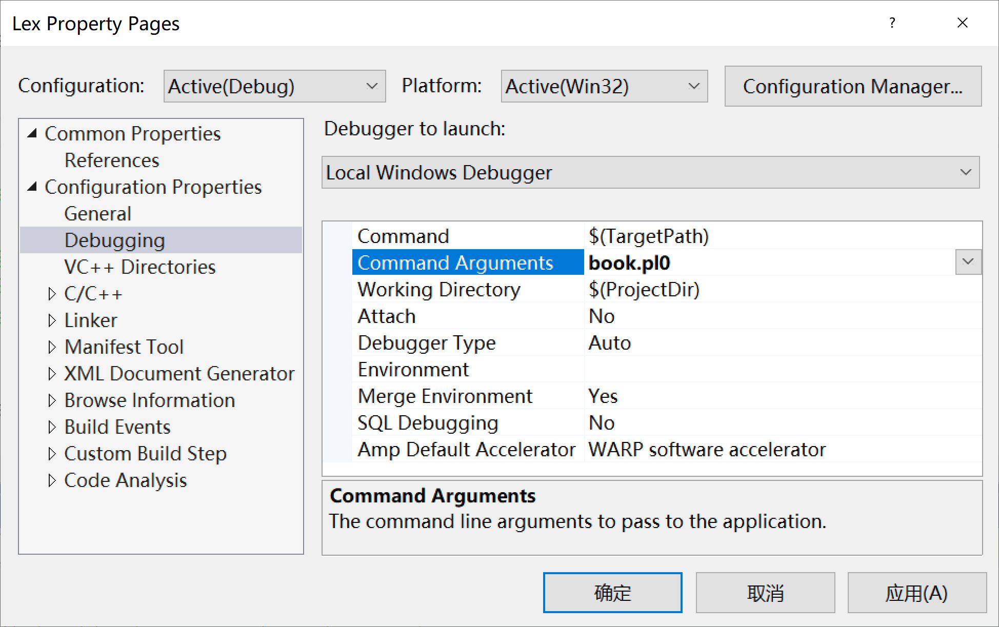 Lex Property Pages
?
Configuration: Active(Debug) Platform: Active(Win32) Configuration Manager...
Common Properties
References
Configuration Properties
General
Debugging
VC++ Directories
C/C++
Linker
Manifest Tool
XML Document Generator
Browse Information
Build Events
Custom Build Step
Code Analysis
Debugger to launch:
Local Windows Debugger
Command $(TargetPath)
Command Arguments book.pl0
Working Directory $(ProjectDir)
Attach No
Debugger Type Auto
Environment
Merge Environment Yes
SQL Debugging No
Amp Default Accelerator WARP software accelerator
Command Arguments
The command line arguments to pass to the application.
确定 取消 应用(A)